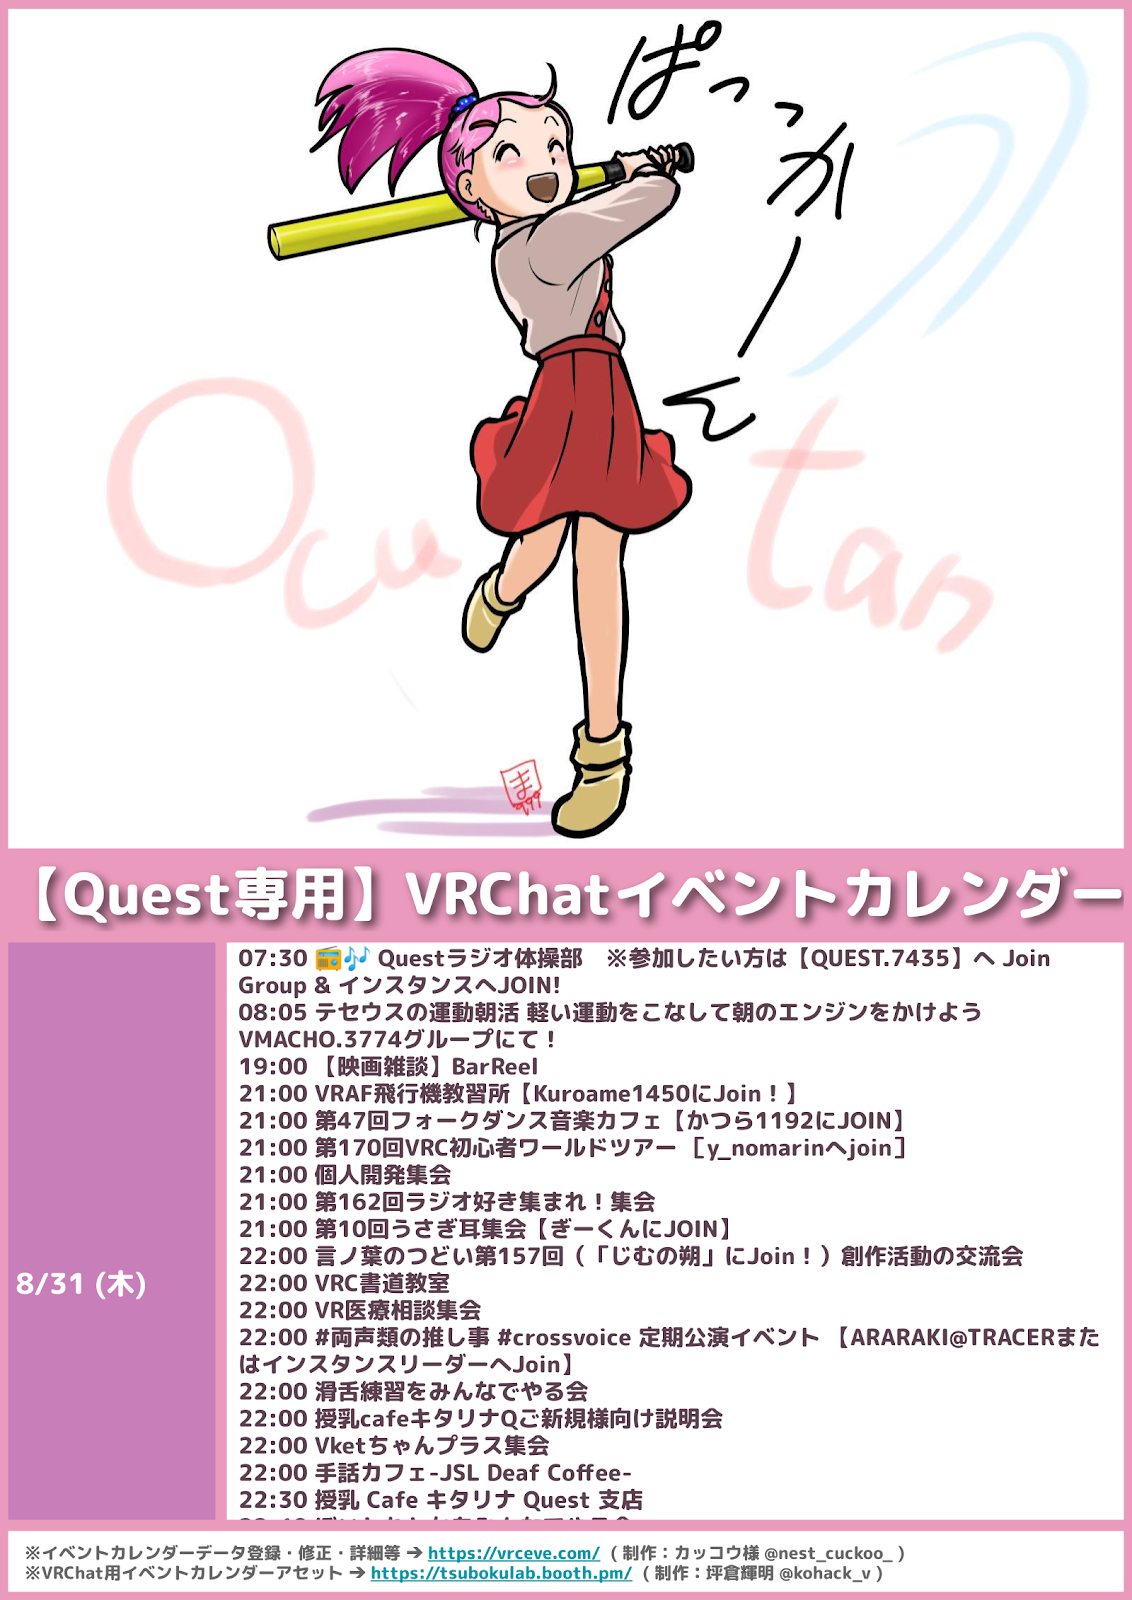 ぱっかーん
Ocu tan
ま
999
【Quest専用】VRChatイベントカレンダー
8/31 (木)
07:30 📻🎶 Questラジオ体操部　※参加したい方は【QUEST.7435】へ Join
Group & インスタンスへJOIN!
08:05 テセウスの運動朝活 軽い運動をこなして朝のエンジンをかけよう
VMACHO.3774グループにて！
19:00 【映画雑談】BarReel
21:00 VRAF飛行機教習所【Kuroame1450にJoin！】
21:00 第47回フォークダンス音楽カフェ【かつら1192にJOIN】
21:00 第170回VRC初心者ワールドツアー ［y_nomarinへjoin］
21:00 個人開発集会
21:00 第162回ラジオ好き集まれ！集会
21:00 第10回うさぎ耳集会【ぎーくんにJOIN】
22:00 言ノ葉のつどい第157回（「じむの朔」にJoin！）創作活動の交流会
22:00 VRC書道教室
22:00 VR医療相談集会
22:00 #両声類の推し事 #crossvoice 定期公演イベント 【ARARAKI@TRACERまた
はインスタンスリーダーへJoin】
22:00 滑舌練習をみんなでやる会
22:00 授乳cafeキタリナQご新規様向け説明会
22:00 Vketちゃんプラス集会
22:00 手話カフェ-JSL Deaf Coffee-
22:30 授乳 Cafe キタリナ Quest 支店
※イベントカレンダーデータ登録・修正・詳細等 ➔ https://vrceve.com/ （制作：カッコウ様 @nest_cuckoo_ ）
※VRChat用イベントカレンダーアセット ➔ https://tsubokulab.booth.pm/ （制作：坪倉輝明 @kohack_v ）